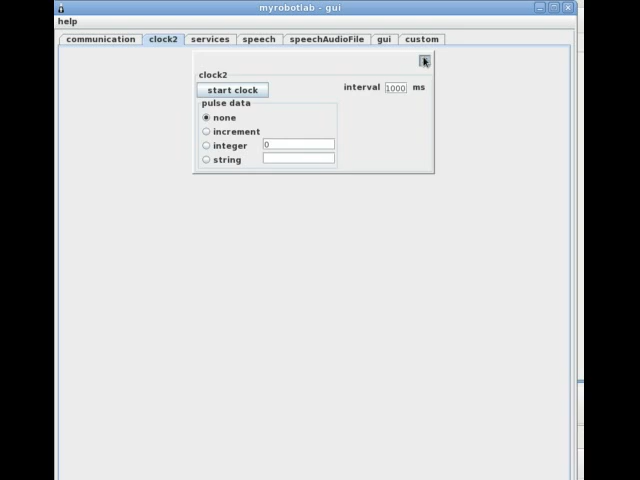 myrobotlab - gui
help
communication clock2 services speech speechAudioFile gui custom
clock2
start clock interval 1000 ms
pulse data
none
increment
integer 0
string